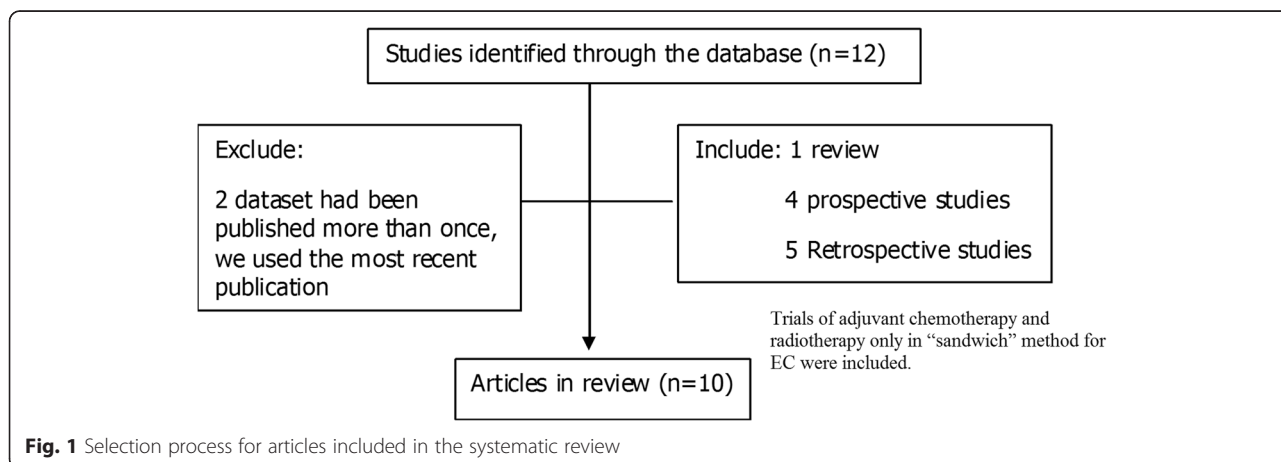 Studies identified through the database (n=12)
Exclude:
2 dataset had been
published more than once,
we used the most recent
publication
Include: 1 review
4 prospective studies
5 Retrospective studies
Trials of adjuvant chemotherapy and
radiotherapy only in “sandwich” method for
EC were included.
Articles in review (n=10)
Fig. 1 Selection process for articles included in the systematic review